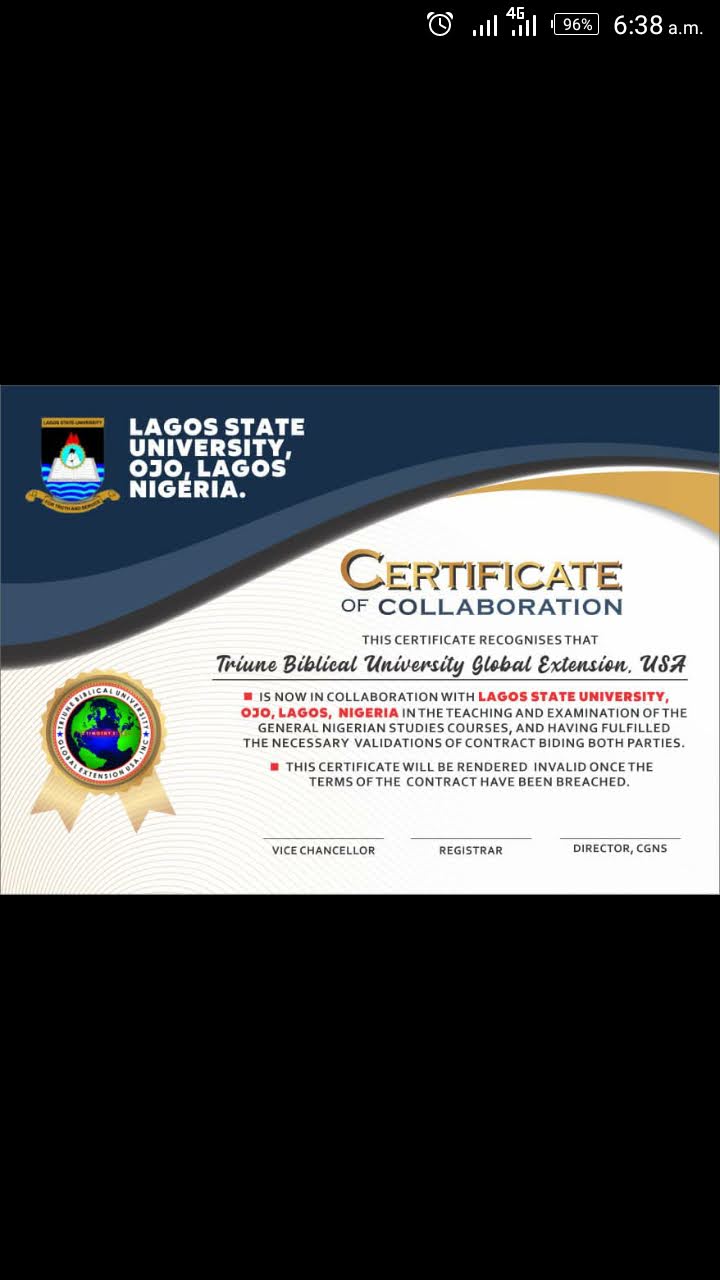 4G
96%
6:38 a.m.
LAGOS STATE UNIVERSITY
FOR TRUTH AND SERVICE
LAGOS STATE
UNIVERSITY,
OJO, LAGOS
NIGERIA.
CERTIFICATE
OF COLLABORATION
THIS CERTIFICATE RECOGNISES THAT
Triune Biblical University Global Extension, USA
IS NOW IN COLLABORATION WITH LAGOS STATE UNIVERSITY,
OJO, LAGOS, NIGERIA IN THE TEACHING AND EXAMINATION OF THE
GENERAL NIGERIAN STUDIES COURSES, AND HAVING FULFILLED
THE NECESSARY VALIDATIONS OF CONTRACT BIDING BOTH PARTIES.
THIS CERTIFICATE WILL BE RENDERED INVALID ONCE THE
TERMS OF THE CONTRACT HAVE BEEN BREACHED.
TRIUNE BIBLICAL UNIVERSITY
GLOBAL EXTENSION USA, INC
VICE CHANCELLOR
REGISTRAR
DIRECTOR, CGNS